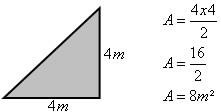 4m
4m
A = 4x4/2
A = 16/2
A = 8m²